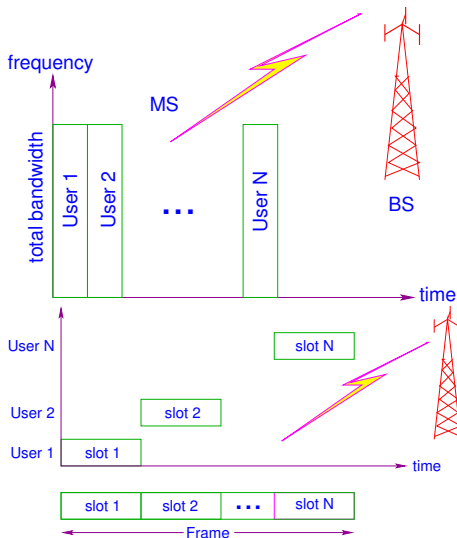 frequency
MS
BS
total bandwidth
User 1
User 2
...
User N
time
User N
slot N
User 2
slot 2
User 1
slot 1
time
slot 1 slot 2 ... slot N
Frame